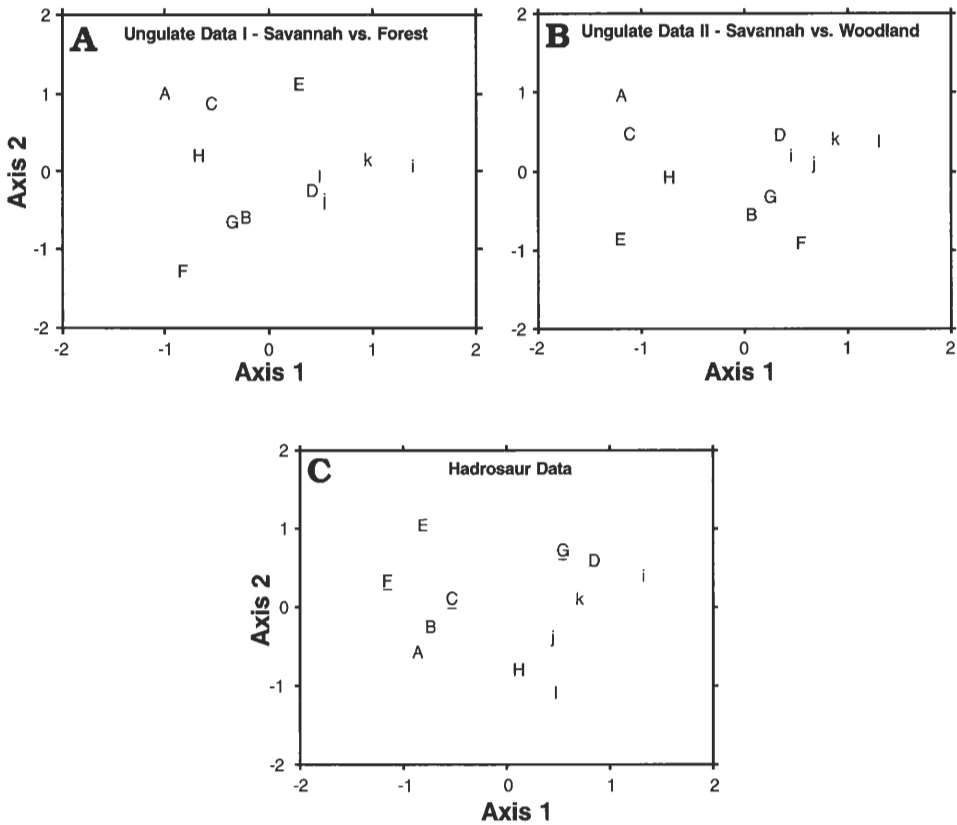 A Ungulate Data I - Savannah vs. Forest
2
1
0
-1
-2
Axis 2
E
A
C
H
k
i
l
D
j
G B
F
-2 -1 0 1 2
Axis 1
B Ungulate Data II - Savannah vs. Woodland
2
1
0
-1
-2
A
C
D
k
l
i
j
H
G
B
E
F
-2 -1 0 1 2
Axis 1
C Hadrosaur Data
2
1
0
-1
-2
Axis 2
E
G
D
i
F
C
k
B
j
A
H
l
-2 -1 0 1 2
Axis 1